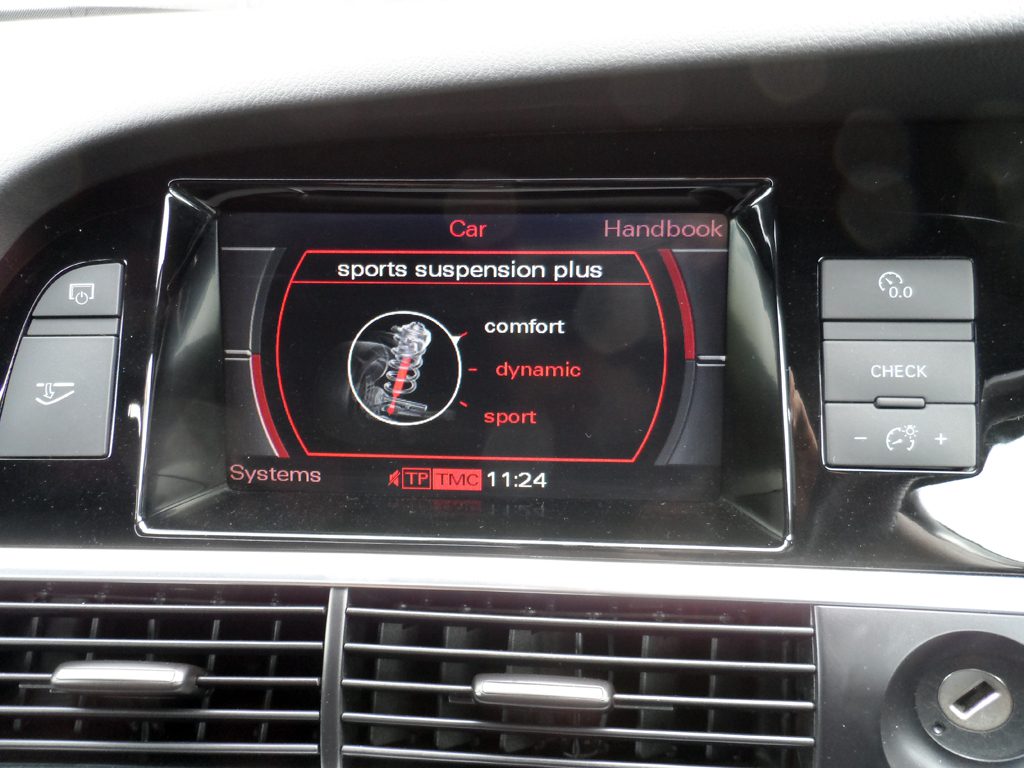 Car Handbook
sports suspension plus
comfort
dynamic
sport
Systems TP TMC 11:24
0.0
CHECK
- +